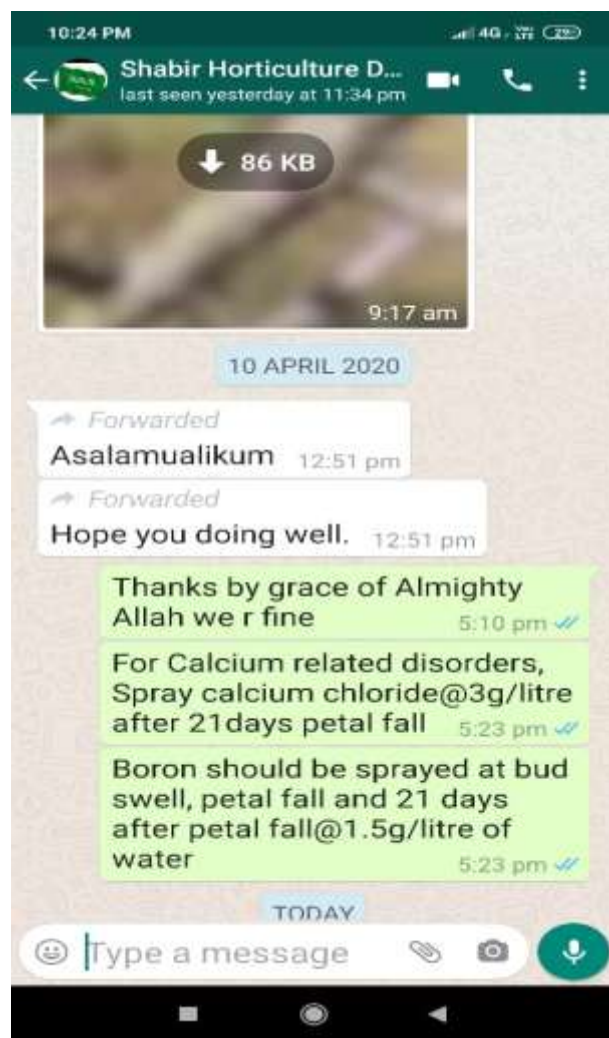 10:24 PM
4G
Shabir Horticulture D...
last seen yesterday at 11:34 pm
86 KB
9:17 am
10 APRIL 2020
Forwarded
Asalamualikum 12:51 pm
Forwarded
Hope you doing well. 12:51 pm
Thanks by grace of Almighty
Allah we r fine 5:10 pm
For Calcium related disorders,
Spray calcium chloride@3g/litre
after 21days petal fall 5:23 pm
Boron should be sprayed at bud
swell, petal fall and 21 days
after petal fall@1.5g/litre of
water 5:23 pm
TODAY
Type a message